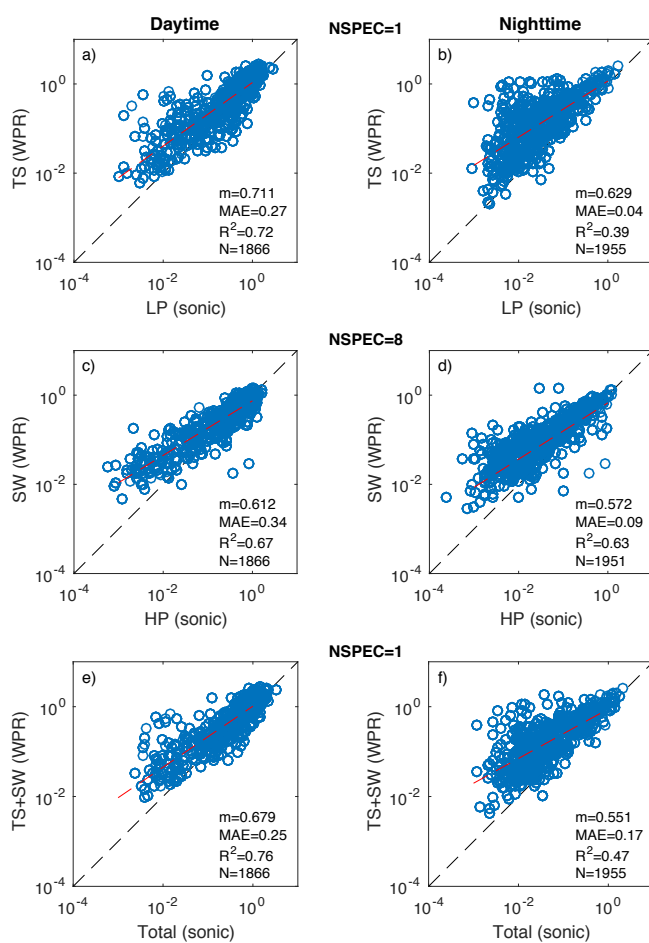 Daytime
NSPEC=1
Nighttime
a)
10^0
10^-2
10^-4
TS (WPR)
m=0.711
MAE=0.27
R^2=0.72
N=1866
10^-4
10^-2
10^0
LP (sonic)
b)
10^0
10^-2
10^-4
TS (WPR)
m=0.629
MAE=0.04
R^2=0.39
N=1955
10^-4
10^-2
10^0
LP (sonic)
NSPEC=8
c)
10^0
10^-2
10^-4
SW (WPR)
m=0.612
MAE=0.34
R^2=0.67
N=1866
10^-4
10^-2
10^0
HP (sonic)
d)
10^0
10^-2
10^-4
SW (WPR)
m=0.572
MAE=0.09
R^2=0.63
N=1951
10^-4
10^-2
10^0
HP (sonic)
NSPEC=1
e)
10^0
10^-2
10^-4
TS+SW (WPR)
m=0.679
MAE=0.25
R^2=0.76
N=1866
10^-4
10^-2
10^0
Total (sonic)
f)
10^0
10^-2
10^-4
TS+SW (WPR)
m=0.551
MAE=0.17
R^2=0.47
N=1955
10^-4
10^-2
10^0
Total (sonic)